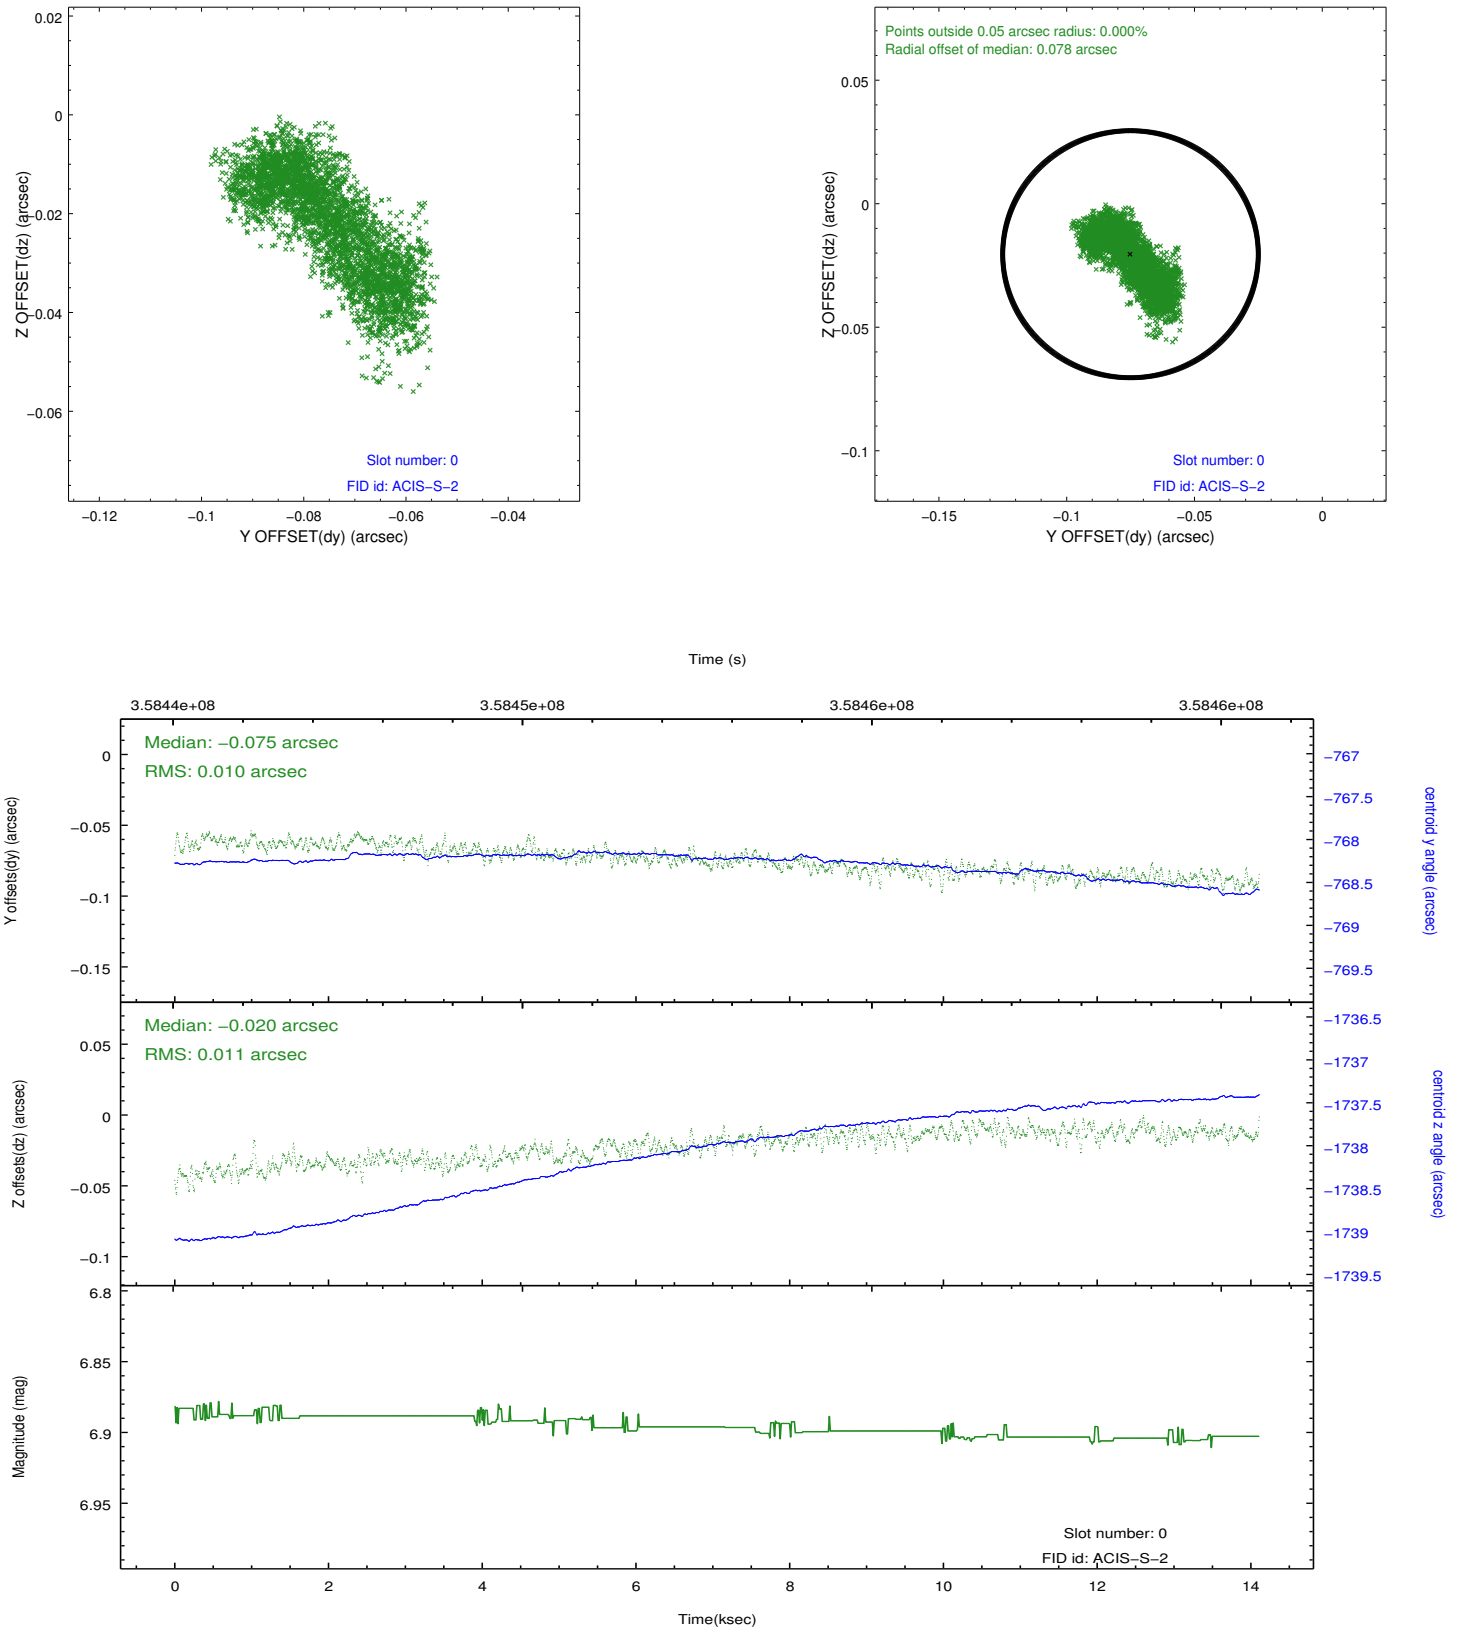 0.02
0
−0.02
−0.04
−0.06
Z OFFSET(dz) (arcsec)
Slot number: 0
FID id: ACIS−S−2
−0.12
−0.1
−0.08
−0.06
−0.04
Y OFFSET(dy) (arcsec)
Points outside 0.05 arcsec radius: 0.000%
Radial offset of median: 0.078 arcsec
0.05
0
−0.05
−0.1
Z OFFSET(dz) (arcsec)
Slot number: 0
FID id: ACIS−S−2
−0.15
−0.1
−0.05
0
Y OFFSET(dy) (arcsec)
Time (s)
3.5844e+08
3.5845e+08
3.5846e+08
3.5846e+08
Median: −0.075 arcsec
RMS: 0.010 arcsec
0
−0.05
−0.1
−0.15
Y offsets(dy) (arcsec)
−767
−767.5
−768
−768.5
−769
−769.5
centroid y angle (arcsec)
Median: −0.020 arcsec
RMS: 0.011 arcsec
0.05
0
−0.05
−0.1
Z offsets(dz) (arcsec)
−1736.5
−1737
−1737.5
−1738
−1738.5
−1739
−1739.5
centroid z angle (arcsec)
6.8
6.85
6.9
6.95
Magnitude (mag)
Slot number: 0
FID id: ACIS−S−2
0
2
4
6
8
10
12
14
Time(ksec)